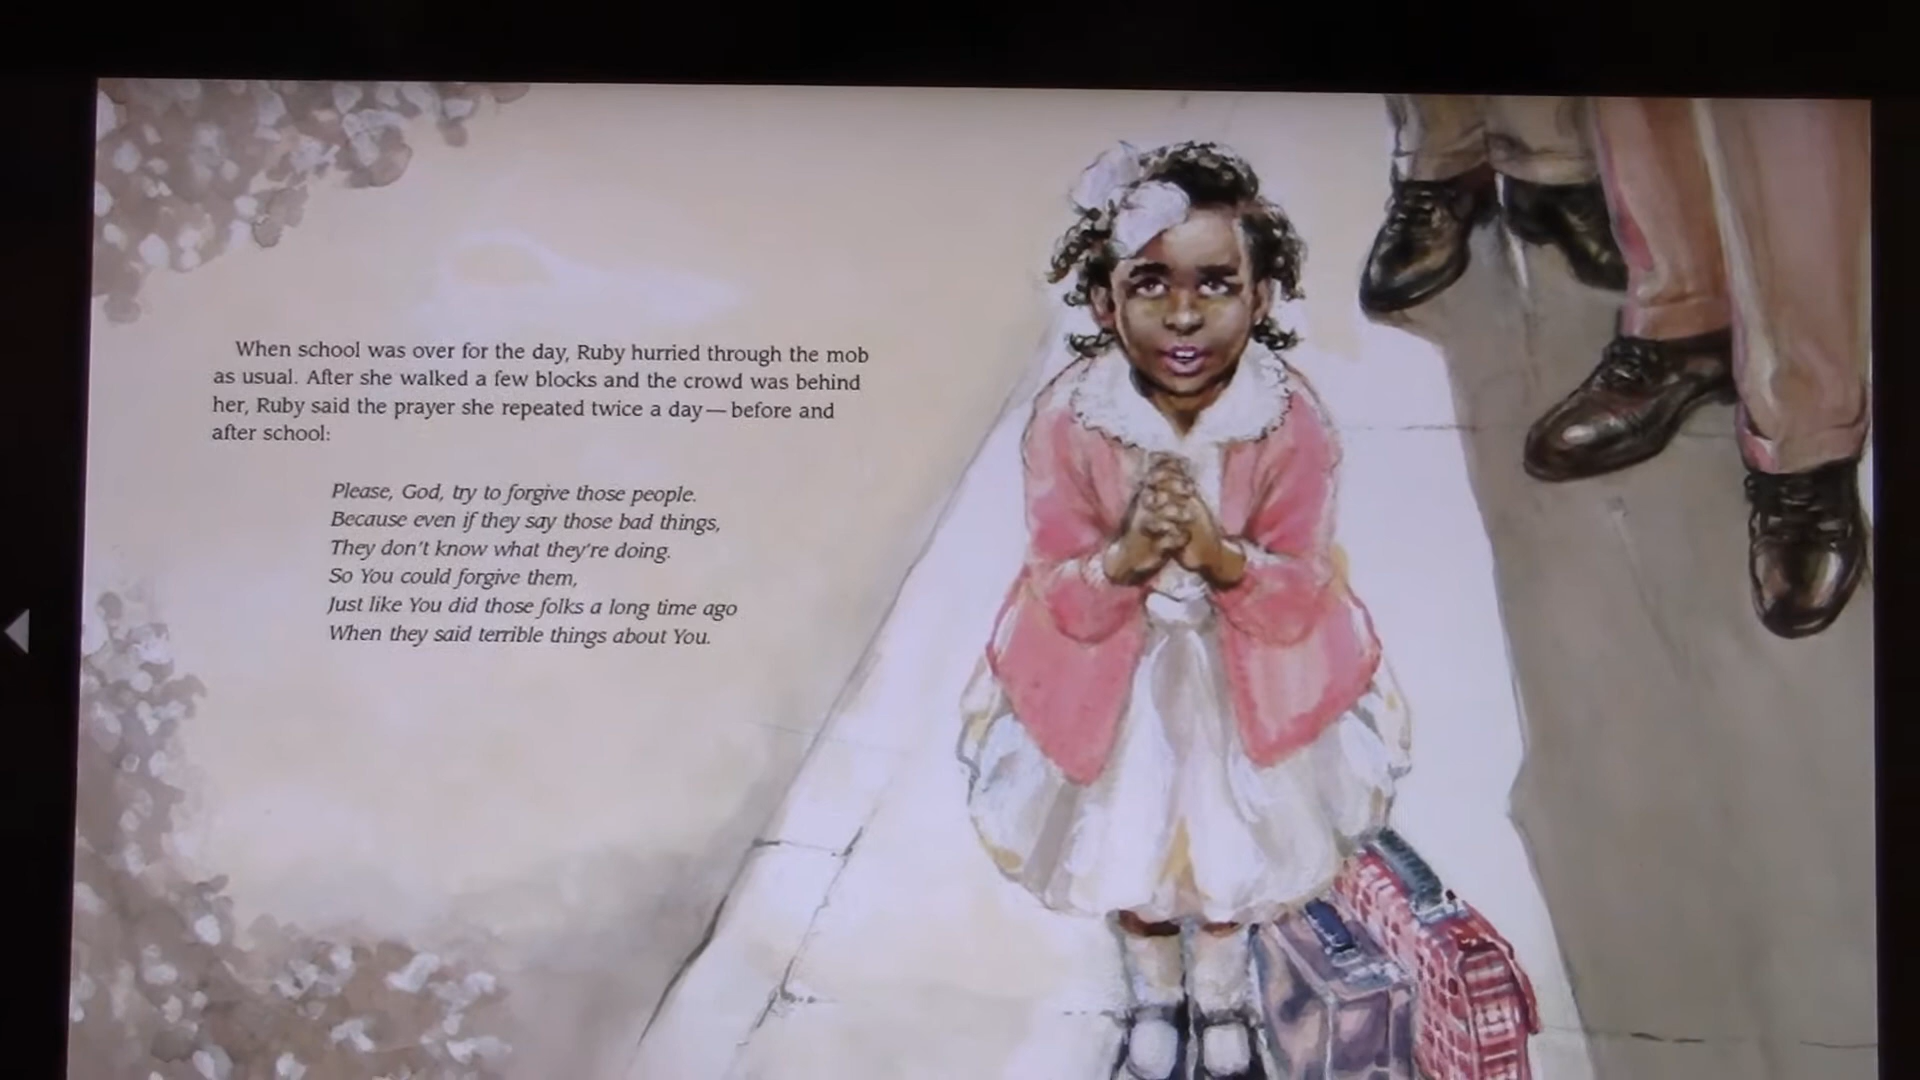 When school was over for the day, Ruby hurried through the mob
as usual. After she walked a few blocks and the crowd was behind
her, Ruby said the prayer she repeated twice a day — before and
after school:
Please, God, try to forgive those people.
Because even if they say those bad things,
They don't know what they're doing.
So You could forgive them,
Just like You did those folks a long time ago
When they said terrible things about You.